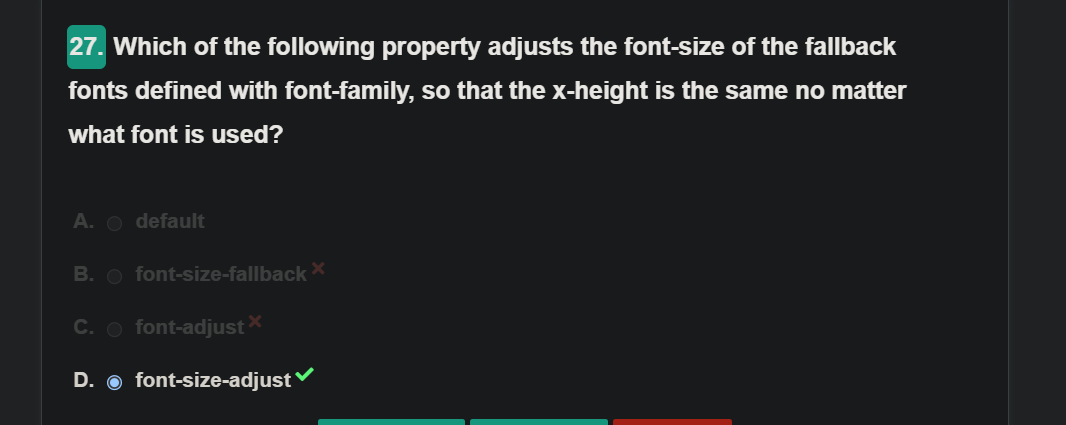 27. Which of the following property adjusts the font-size of the fallback
fonts defined with font-family, so that the x-height is the same no matter
what font is used?
A. default
B. font-size-fallback
C. font-adjust
D. font-size-adjust